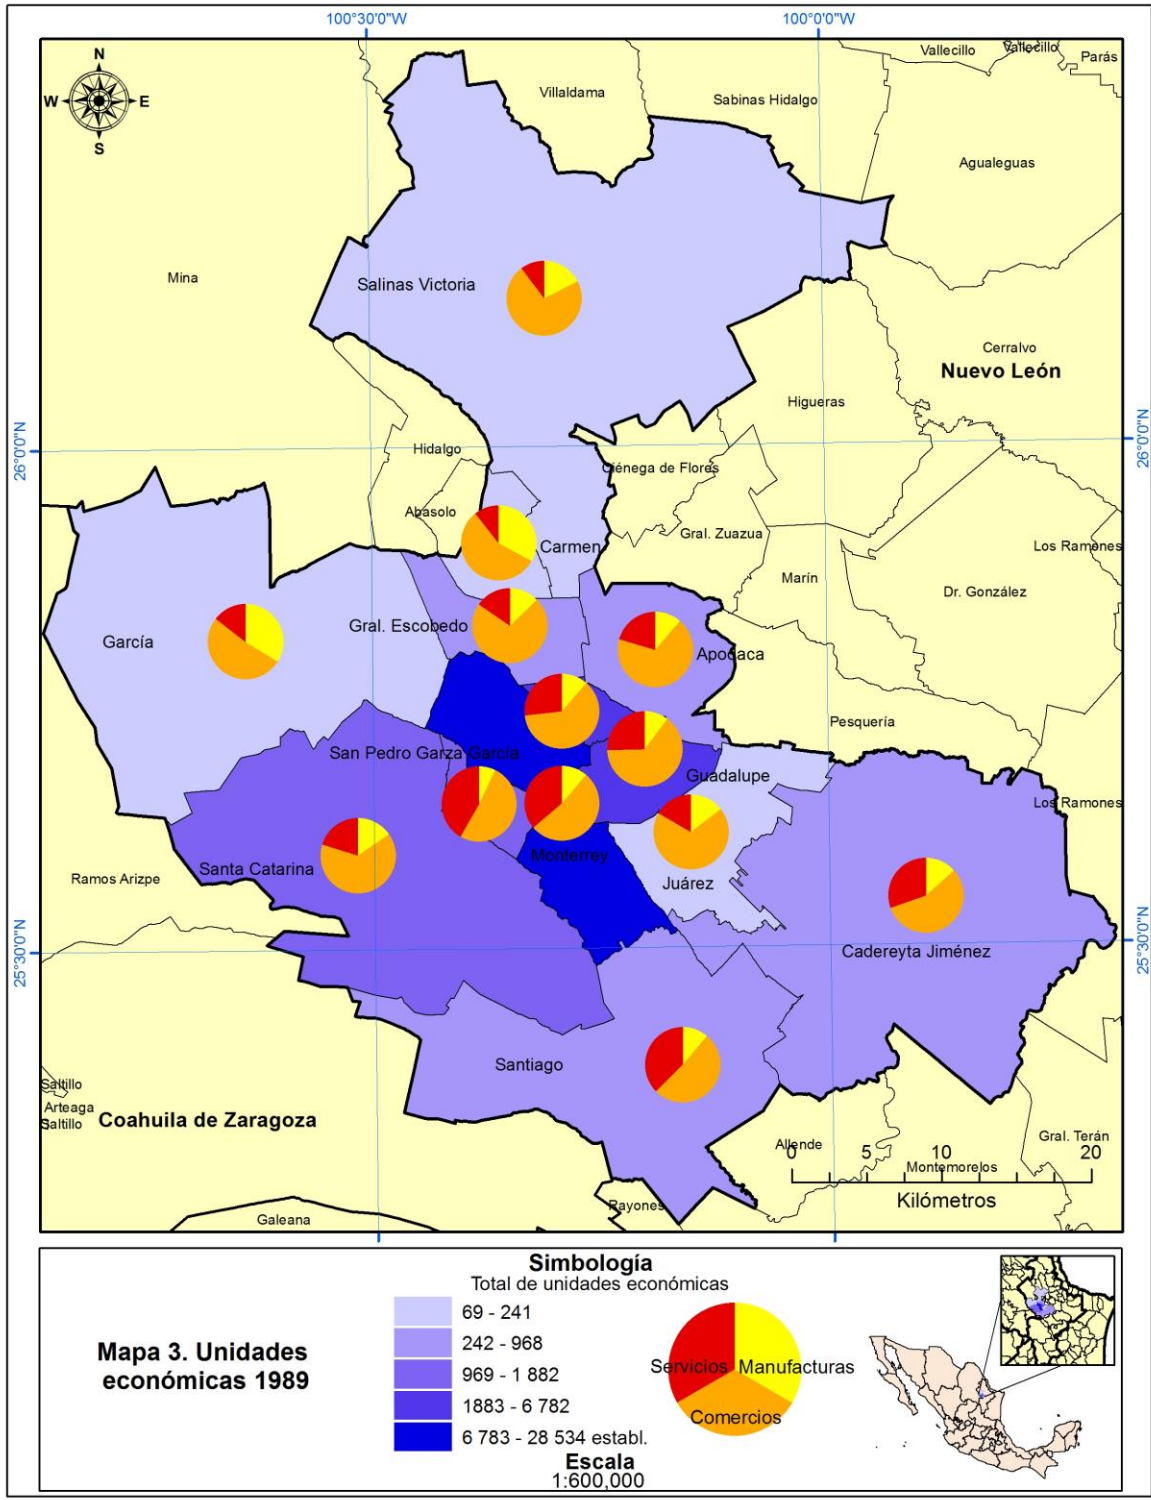 100°30'0"W
100°0'0"W
N
W
E
S
Villaldama
Sabinas Hidalgo
Vallecillo
Vallecillo
Parás
Agualeguas
Mina
Salinas Victoria
Cerralvo
Nuevo León
Higueras
26°0'0"N
26°0'0"N
Hidalgo
Ciénega de Flores
Abasolo
Gral. Zuazua
Carmen
Los Ramones
Marín
Dr. González
García
Gral. Escobedo
Apodaca
Pesquería
San Pedro Garza García
Guadalupe
Los Ramones
Monterrey
Santa Catarina
Ramos Arizpe
Juárez
Cadereyta Jiménez
25°30'0"N
25°30'0"N
Santiago
Saltillo
Arteaga
Saltillo
Coahuila de Zaragoza
Allende
Gral. Terán
0 5 10 20
Montemorelos
Kilómetros
Rayones
Galeana
Simbología
Total de unidades económicas
69 - 241
242 - 968
969 - 1 882
1883 - 6 782
6 783 - 28 534 establ.
Servicios
Manufacturas
Comercios
Mapa 3. Unidades
económicas 1989
Escala
1:600,000